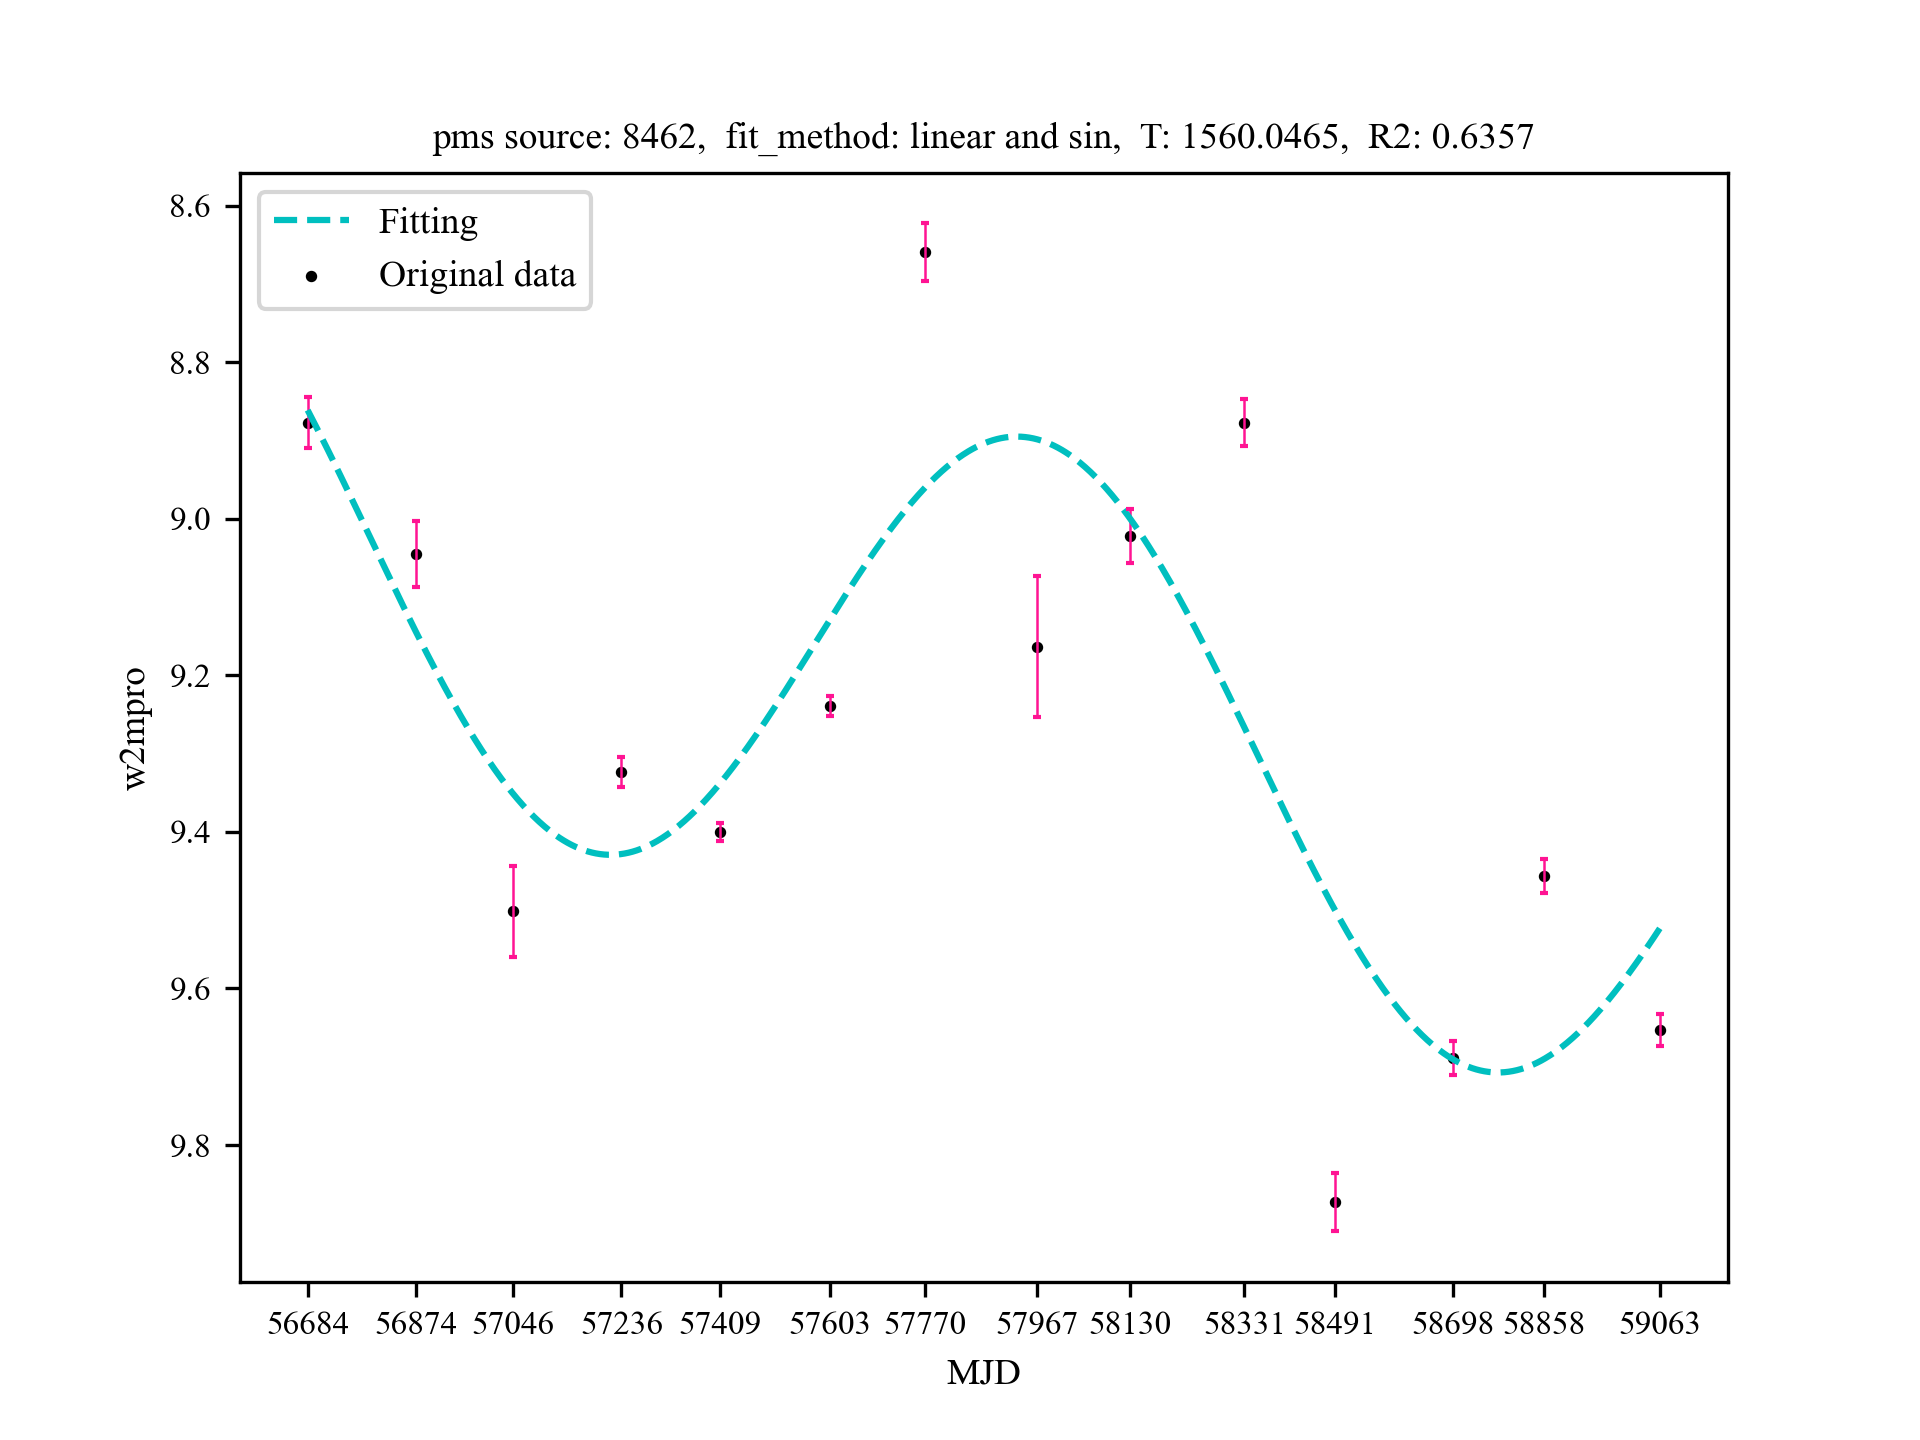 pms source: 8462,  fit_method: linear and sin,  T: 1560.0465,  R2: 0.6357
Fitting
Original data
8.6
8.8
9.0
9.2
9.4
9.6
9.8
w2mpro
56684 56874 57046 57236 57409 57603 57770 57967 58130 58331 58491 58698 58858 59063
MJD